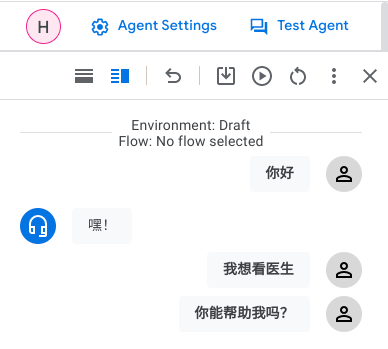 H
Agent Settings
Test Agent
Environment: Draft
Flow: No flow selected
你好
嘿！
我想看医生
你能帮助我吗？